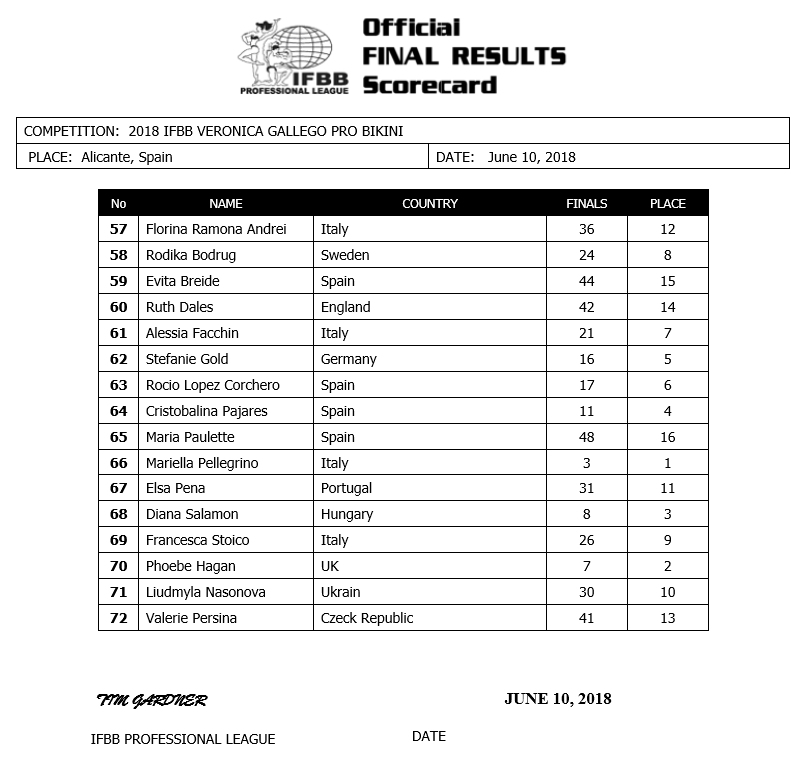 Official
FINAL RESULTS
Scorecard
IFBB
PROFESSIONAL LEAGUE
COMPETITION: 2018 IFBB VERONICA GALLEGO PRO BIKINI
PLACE: Alicante, Spain DATE: June 10, 2018
No NAME COUNTRY FINALS PLACE
57 Florina Ramona Andrei Italy 36 12
58 Rodika Bodrug Sweden 24 8
59 Evita Breide Spain 44 15
60 Ruth Dales England 42 14
61 Alessia Facchin Italy 21 7
62 Stefanie Gold Germany 16 5
63 Rocio Lopez Corchero Spain 17 6
64 Cristobalina Pajares Spain 11 4
65 Maria Paulette Spain 48 16
66 Mariella Pellegrino Italy 3 1
67 Elsa Pena Portugal 31 11
68 Diana Salamon Hungary 8 3
69 Francesca Stoico Italy 26 9
70 Phoebe Hagan UK 7 2
71 Liudmyla Nasonova Ukrain 30 10
72 Valerie Persina Czeck Republic 41 13
TIM GARDNER JUNE 10, 2018
IFBB PROFESSIONAL LEAGUE DATE